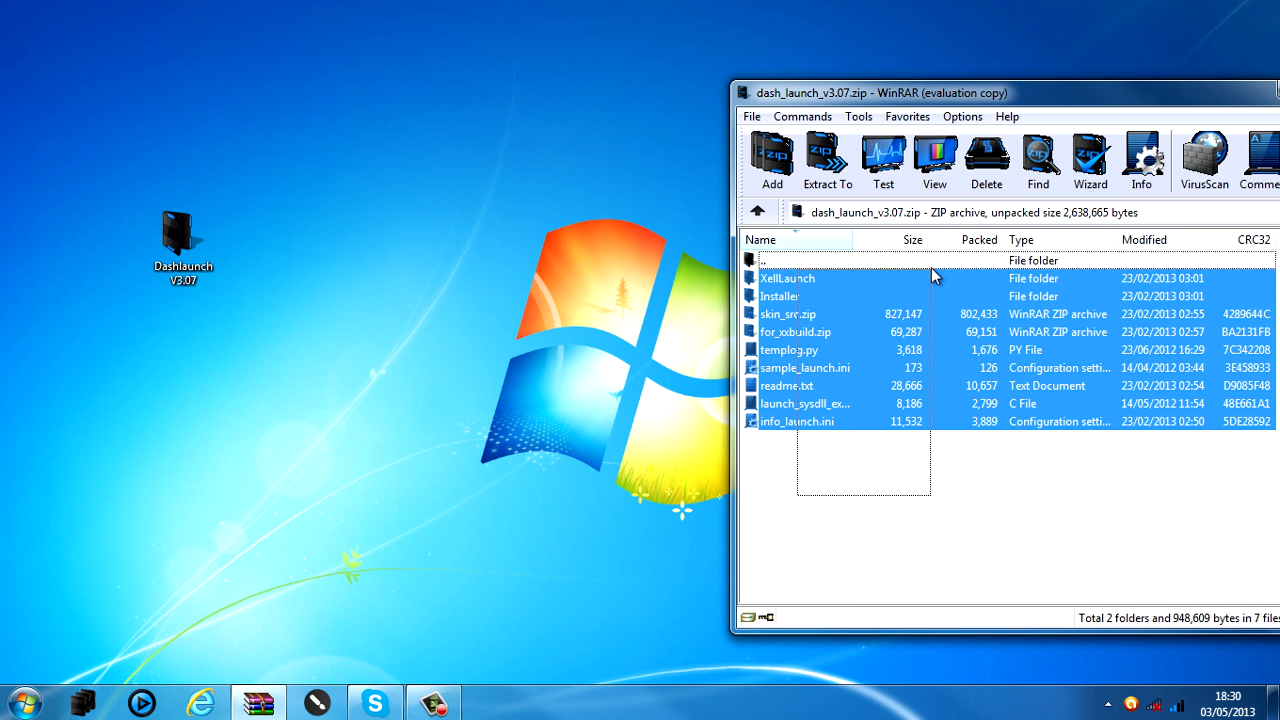 dash_launch_v3.07.zip - WinRAR (evaluation copy)
File Commands Tools Favorites Options Help
Add Extract To Test View Delete Find Wizard Info VirusScan Comme
dash_launch_v3.07.zip - ZIP archive, unpacked size 2,638,665 bytes
Name Size Packed Type Modified CRC32
.. File folder
XellLaunch File folder 23/02/2013 03:01
Installer File folder 23/02/2013 03:01
skin_src.zip 827,147 802,433 WinRAR ZIP archive 23/02/2013 02:55 4289644C
for_xxbuild.zip 69,287 69,151 WinRAR ZIP archive 23/02/2013 02:57 BA2131FB
templog.py 3,618 1,676 PY File 23/06/2012 16:29 7C342208
sample_launch.ini 173 126 Configuration setti... 14/04/2012 03:44 3E458933
readme.txt 28,666 10,657 Text Document 23/02/2013 02:54 D9085F48
launch_sysdll_ex... 8,186 2,799 C File 14/05/2012 11:54 48E661A1
info_launch.ini 11,532 3,889 Configuration setti... 23/02/2013 02:50 5DE28592
Total 2 folders and 948,609 bytes in 7 files
Dashlaunch
V3.07
18:30
03/05/2013